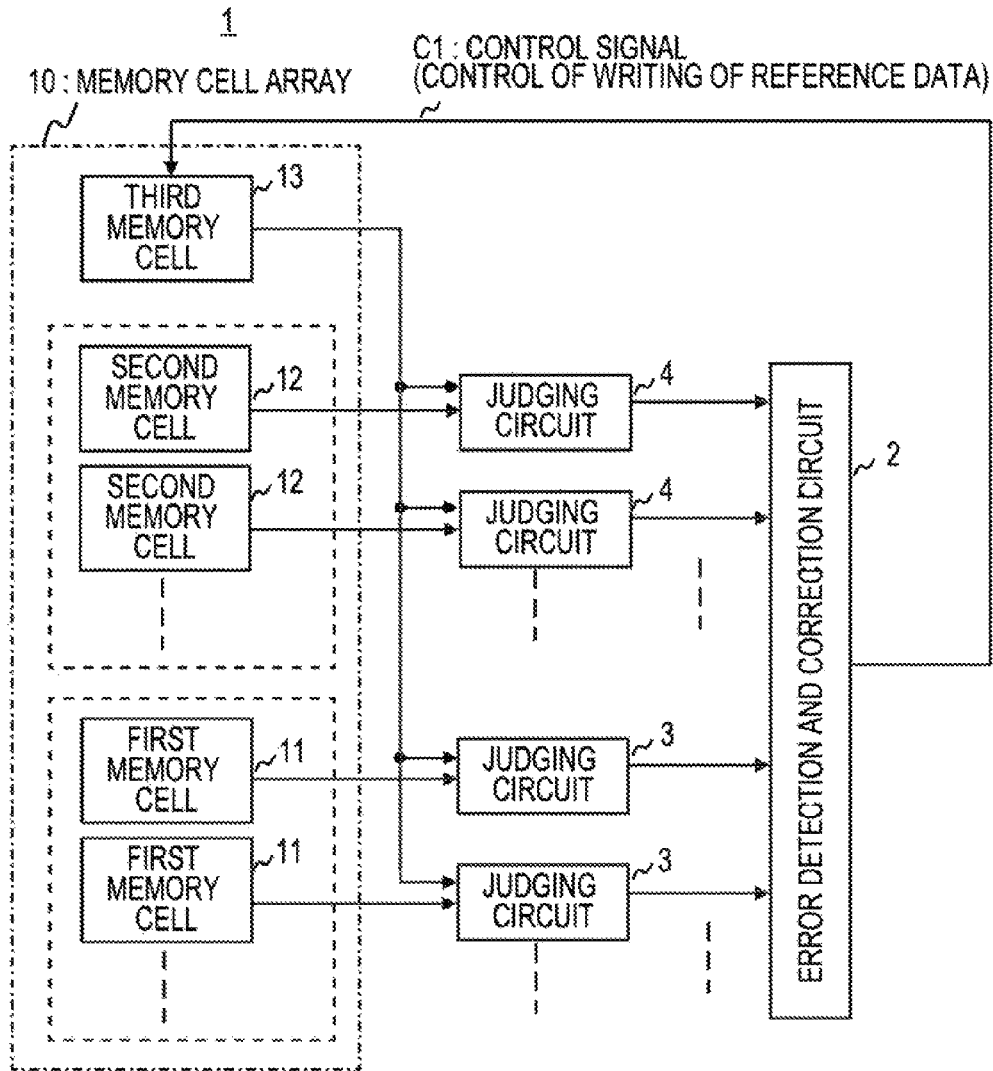 1
10 : MEMORY CELL ARRAY
C1 : CONTROL SIGNAL
(CONTROL OF WRITING OF REFERENCE DATA)
THIRD
MEMORY
CELL
13
SECOND
MEMORY
CELL
12
JUDGING
CIRCUIT
4
SECOND
MEMORY
CELL
12
JUDGING
CIRCUIT
4
FIRST
MEMORY
CELL
11
JUDGING
CIRCUIT
3
FIRST
MEMORY
CELL
11
JUDGING
CIRCUIT
3
ERROR DETECTION AND CORRECTION CIRCUIT
2